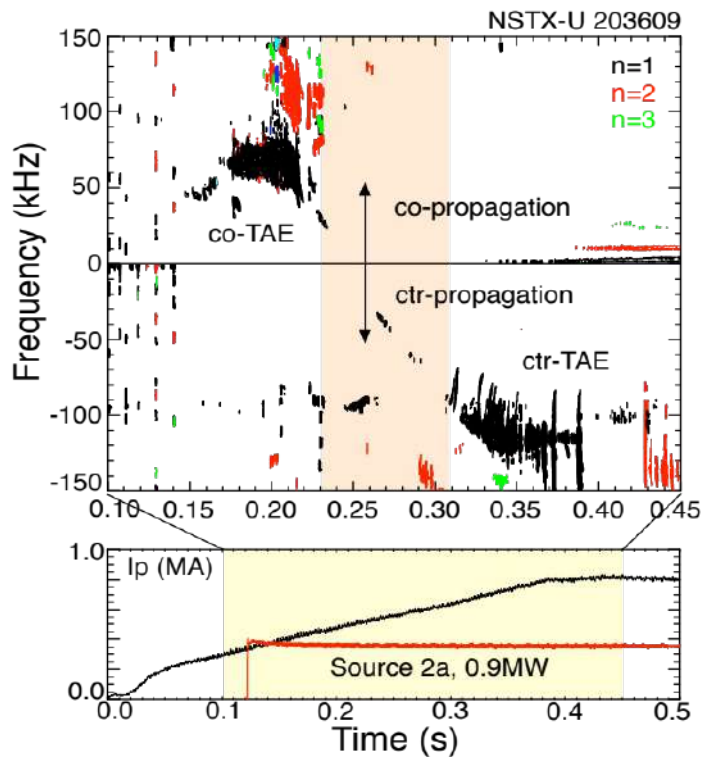 NSTX-U 203609
150
n=1
n=2
100
n=3
50
co-propagation
co-TAE
0
Frequency (kHz)
ctr-propagation
-50
ctr-TAE
-100
-150
0.10 0.15 0.20 0.25 0.30 0.35 0.40 0.45
1.0
Ip (MA)
Source 2a, 0.9MW
0.0
0.0 0.1 0.2 0.3 0.4 0.5
Time (s)